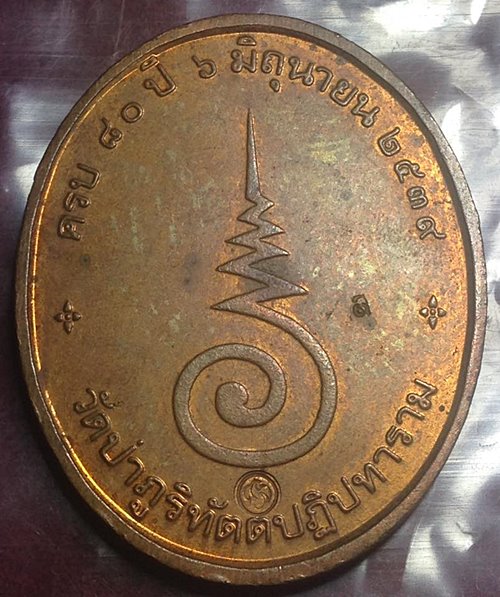 ครบ ๘๐ ปี ๖ มิถุนายน ๒๕๓๙
วัดป่าภูริทัตตปฏิปทาราม